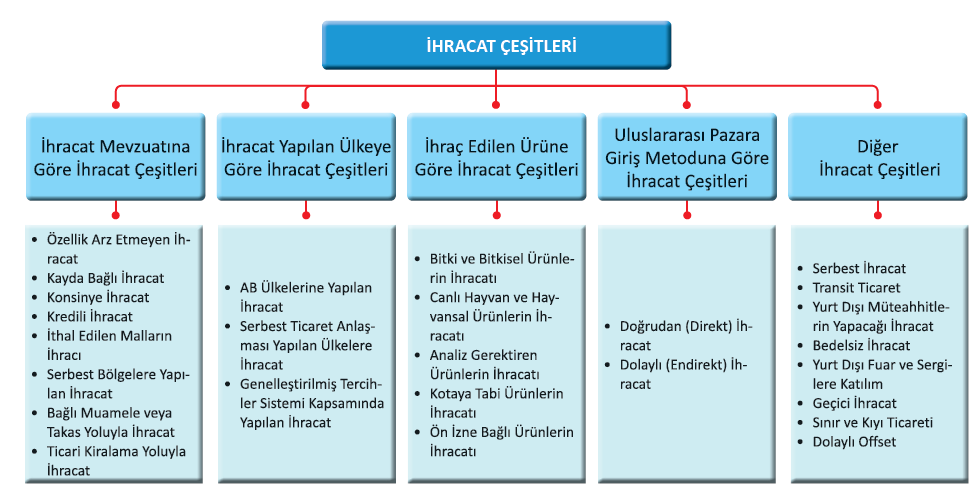 İHRACAT ÇEŞİTLERİ
İhracat Mevzuatına
Göre İhracat Çeşitleri
İhracat Yapılan Ülkeye
Göre İhracat Çeşitleri
İhraç Edilen Ürüne
Göre İhracat Çeşitleri
Uluslararası Pazara
Giriş Metoduna Göre
İhracat Çeşitleri
Diğer
İhracat Çeşitleri
• Özellik Arz Etmeyen İh-
racat
• Kayda Bağlı İhracat
• Konsinye İhracat
• Kredili İhracat
• İthal Edilen Malların
İhracı
• Serbest Bölgelere Yapı-
lan İhracat
• Bağlı Muamele veya
Takas Yoluyla İhracat
• Ticari Kiralama Yoluyla
İhracat
• AB Ülkelerine Yapılan
İhracat
• Serbest Ticaret Anlaş-
ması Yapılan Ülkelere
İhracat
• Genelleştirilmiş Tercih-
ler Sistemi Kapsamında
Yapılan İhracat
• Bitki ve Bitkisel Ürünle-
rin İhracatı
• Canlı Hayvan ve Hay-
vansal Ürünlerin İh-
racatı
• Analiz Gerektiren
Ürünlerin İhracatı
• Kotaya Tabi Ürünlerin
İhracatı
• Ön İzne Bağlı Ürünlerin
İhracatı
• Doğrudan (Direkt) İh-
racat
• Dolaylı (Endirekt) İh-
racat
• Serbest İhracat
• Transit Ticaret
• Yurt Dışı Müteahhitle-
rin Yapacağı İhracat
• Bedelsiz İhracat
• Yurt Dışı Fuar ve Sergi-
lere Katılım
• Geçici İhracat
• Sınır ve Kıyı Ticareti
• Dolaylı Offset